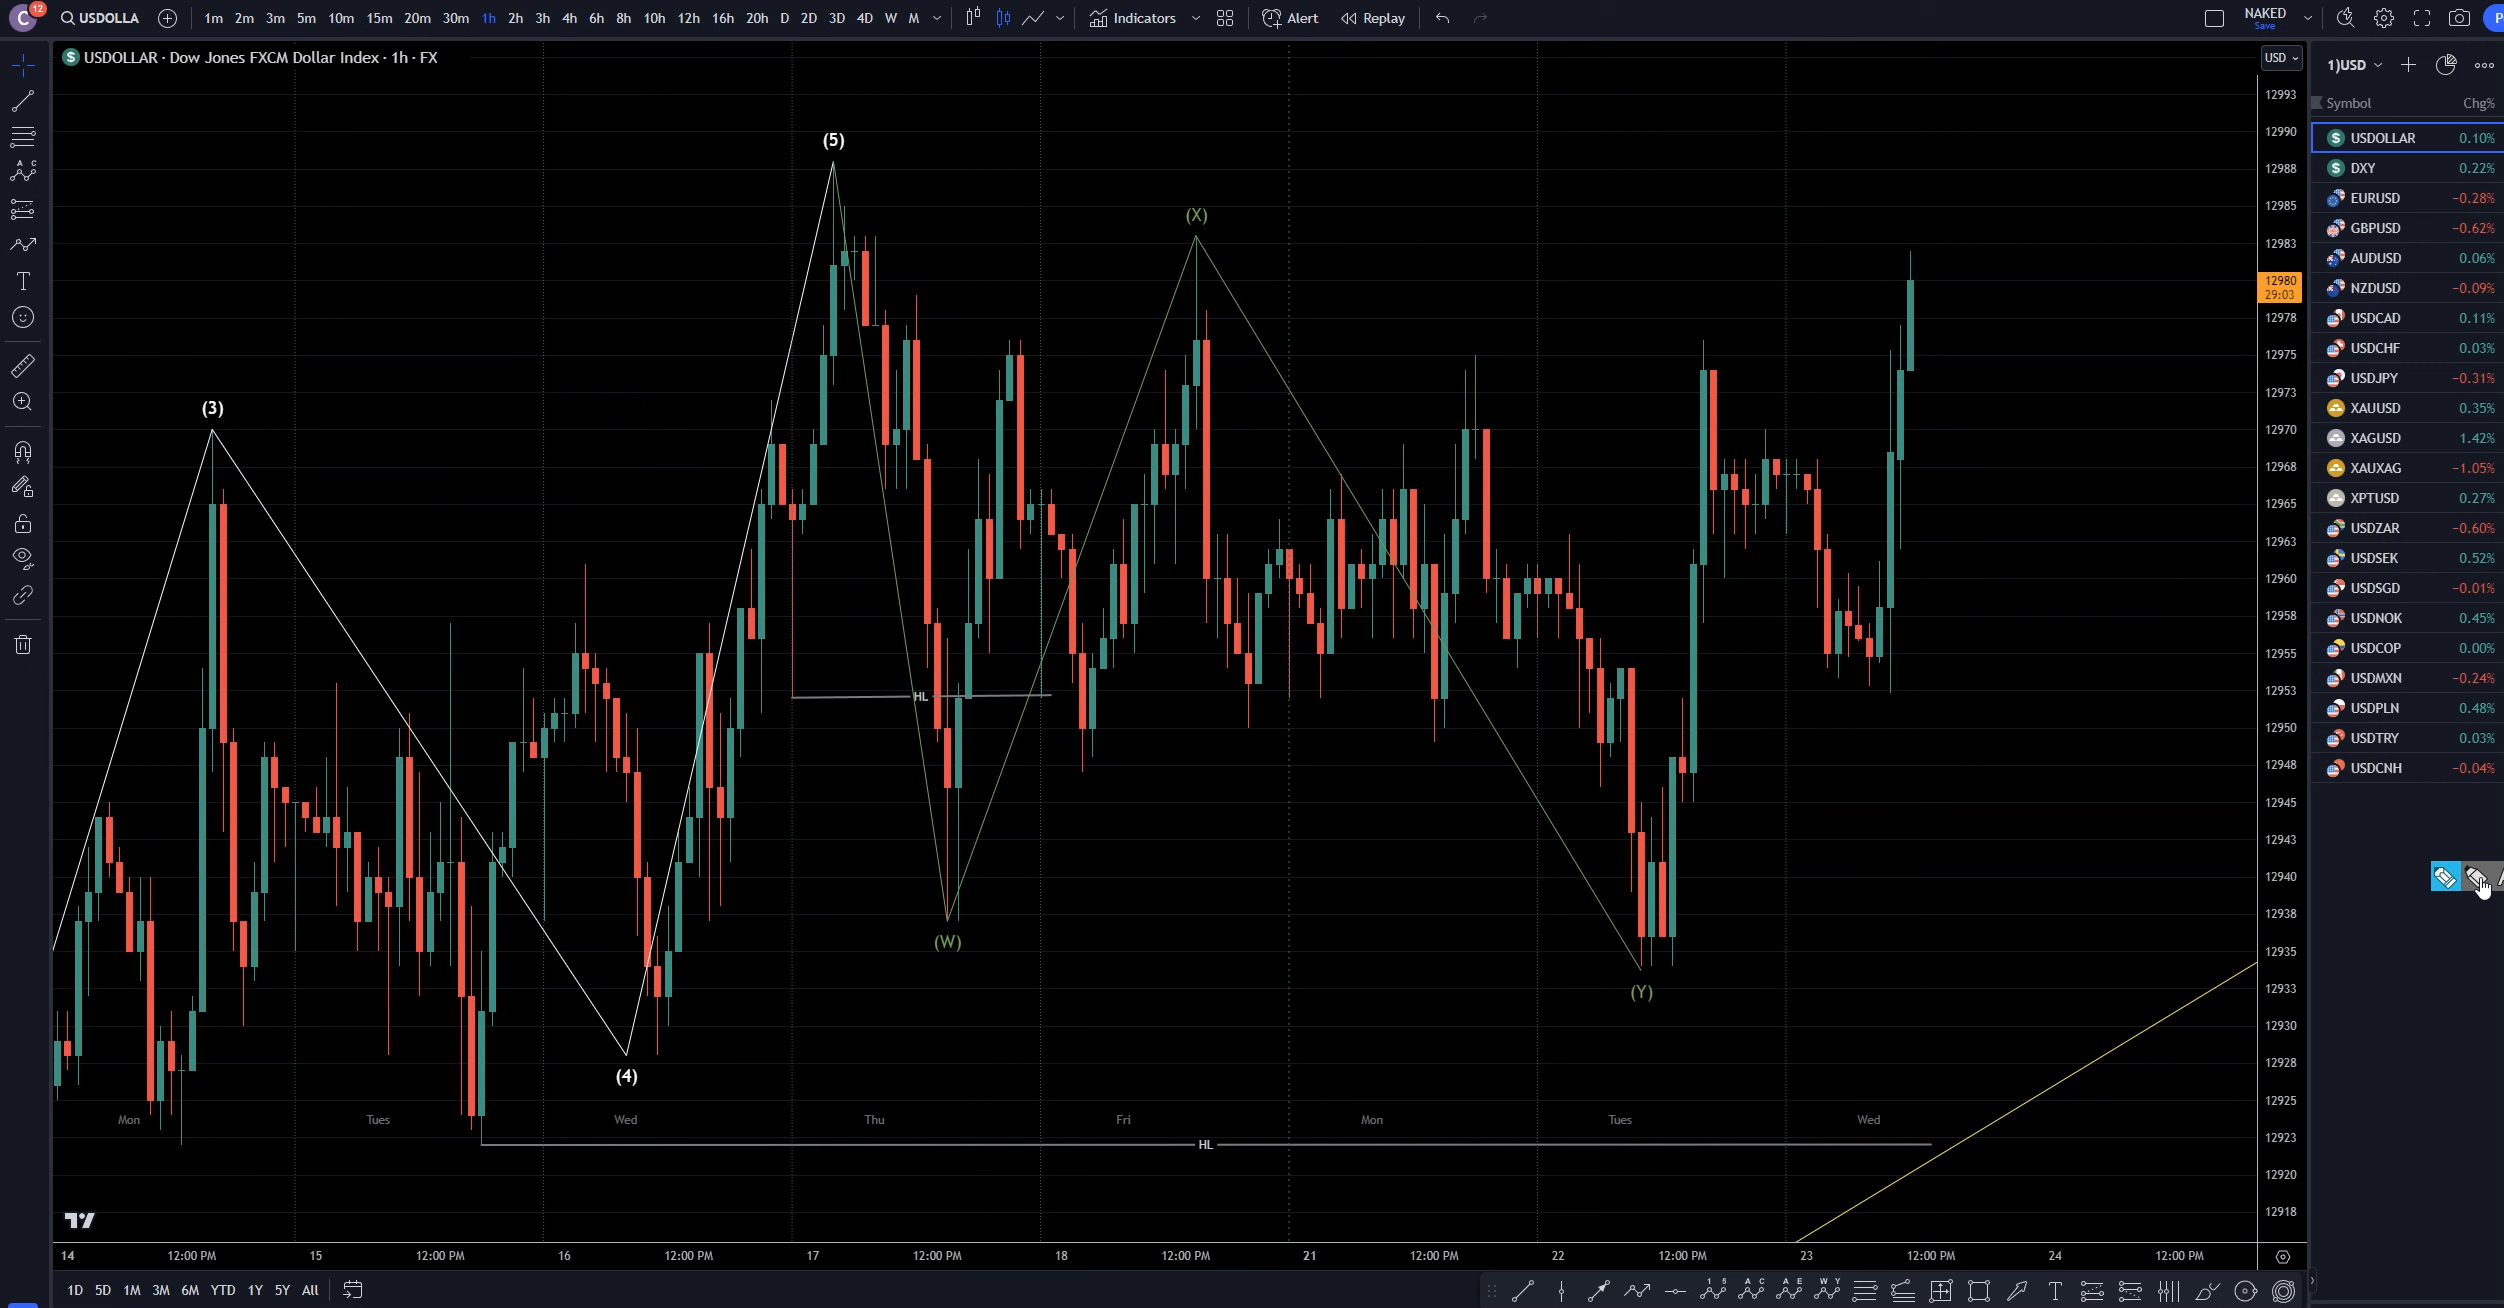 C 12 USDOLLA 1m 2m 3m 5m 10m 15m 20m 30m 1h 2h 3h 4h 6h 8h 10h 12h 16h 20h D 2D 3D 4D W M Indicators Alert Replay NAKED
Save
USDOLLAR · Dow Jones FXCM Dollar Index · 1h · FX
USD
1)USD
Symbol Chg%
USDOLLAR 0.10%
DXY 0.22%
EURUSD −0.28%
GBPUSD −0.62%
AUDUSD 0.06%
NZDUSD −0.09%
USDCAD 0.11%
USDCHF 0.03%
USDJPY −0.31%
XAUUSD 0.35%
XAGUSD 1.42%
XAUXAG −1.05%
XPTUSD 0.27%
USDZAR −0.60%
USDSEK 0.52%
USDSGD −0.01%
USDNOK 0.45%
USDCOP 0.00%
USDMXN −0.24%
USDPLN 0.48%
USDTRY 0.03%
USDCNH −0.04%
12993
12990
12988
12985
12983
12980
29:03
12978
12975
12973
12970
12968
12965
12963
12960
12958
12955
12953
12950
12948
12945
12943
12940
12938
12935
12933
12930
12928
12925
12923
12920
12918
(5)
(X)
(3)
HL
(W)
(Y)
(4)
Mon Tues Wed Thu Fri Mon Tues Wed
HL
14 12:00 PM 15 12:00 PM 16 12:00 PM 17 12:00 PM 18 12:00 PM 21 12:00 PM 22 12:00 PM 23 12:00 PM 24 12:00 PM
1D 5D 1M 3M 6M YTD 1Y 5Y All